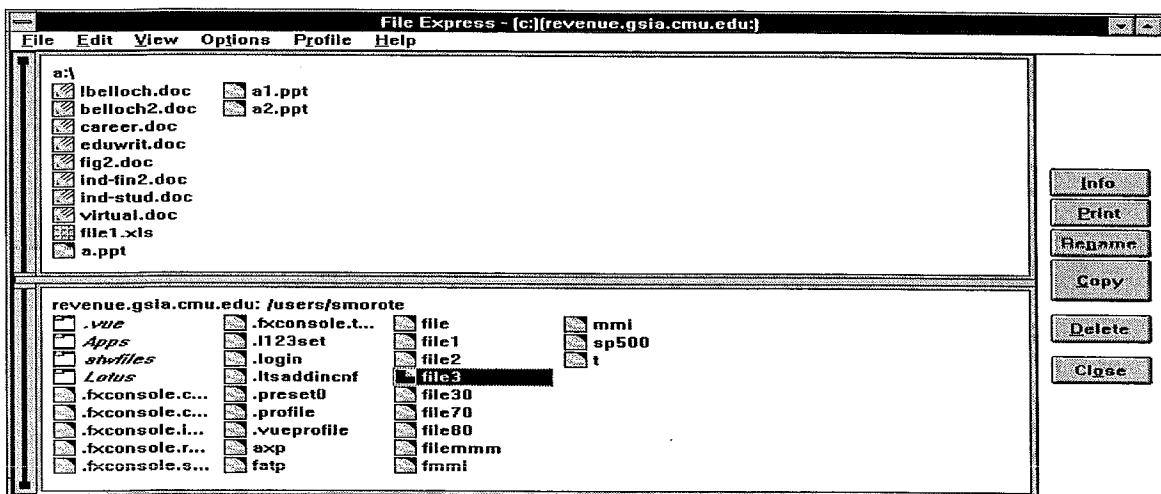 File Express - (c:)(revenue.gsia.cmu.edu:)
File Edit View Options Profile Help
a:\
!belloch.doc a1.ppt
belloch2.doc a2.ppt
career.doc
eduwrit.doc
fig2.doc
ind-fin2.doc
ind-stud.doc
virtual.doc
file1.xls
a.ppt
Info
Print
Rename
Copy
Delete
Close
revenue.gsia.cmu.edu: /users/smorote
.vue .fxconsole.t... file mmi
Apps .l123set file1 sp500
.login file2 t
Lotus .ltsaddincnf file3
.fxconsole.c... .preset0 file30
.fxconsole.c... .profile file70
.fxconsole.i... .vueprofile file80
.fxconsole.r... axp filemmm
.fxconsole.s... fatp fmmi